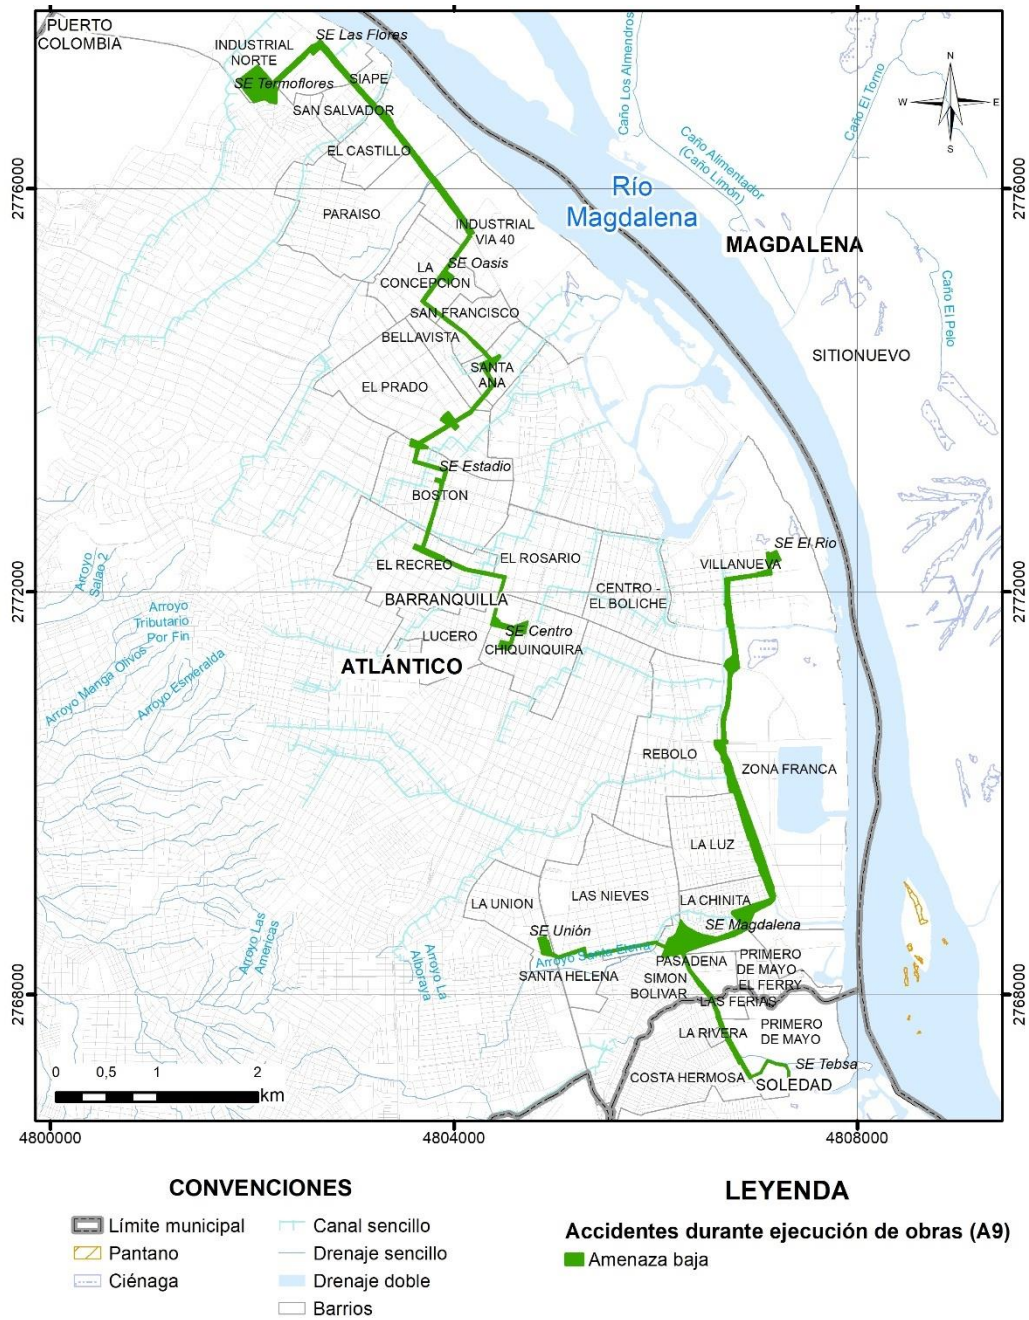 PUERTO
COLOMBIA
INDUSTRIAL
NORTE
SE Las Flores
SE Termoflores
SIAPE
SAN SALVADOR
EL CASTILLO
PARAISO
INDUSTRIAL
VIA 40
SE Oasis
LA
CONCEPCIÓN
SAN FRANCISCO
BELLAVISTA
SANTA
ANA
EL PRADO
SE Estadio
BOSTON
EL RECREO
EL ROSARIO
BARRANQUILLA
LUCERO
SE Centro
CHIQUINQUIRA
ATLÁNTICO
CENTRO -
EL BOLICHE
VILLANUEVA
SE El Rio
REBOLO
ZONA FRANCA
LA LUZ
LA CHINITA
LAS NIEVES
LA UNION
SE Unión
SE Magdalena
Arroyo Santa Elena
SANTA HELENA
PASADENA
SIMON
BOLIVAR
PRIMERO
DE MAYO
EL FERRY
LAS FERIAS
LA RIVERA
PRIMERO
DE MAYO
COSTA HERMOSA
SE Tebsa
SOLEDAD
Río
Magdalena
MAGDALENA
SITIONUEVO
Caño Los Almendros
Caño Alimentador
(Caño Limón)
Caño El Torno
Caño El Pejo
Arroyo
Salao 2
Arroyo
Tributario
Por Fin
Arroyo Manga Olivos
Arroyo Esmeralda
Arroyo Las
Americas
Arroyo La
Alboraya
N
W
E
S
2776000
2776000
2772000
2772000
2768000
2768000
0 0,5 1 2
km
4800000
4804000
4808000
CONVENCIONES
Límite municipal
Pantano
Ciénaga
Canal sencillo
Drenaje sencillo
Drenaje doble
Barrios
LEYENDA
Accidentes durante ejecución de obras (A9)
Amenaza baja